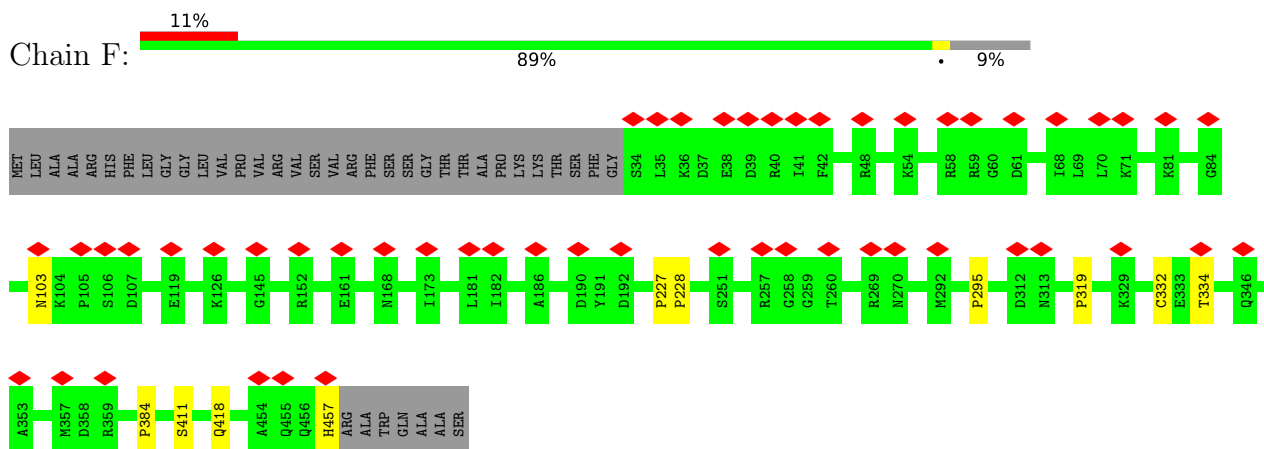 11%
Chain F:
89% • 9%
MET LEU ALA ALA ARG HIS PHE LEU GLY GLY LEU VAL PRO VAL ARG VAL SER VAL ARG PHE SER SER GLY THR THR ALA PRO LYS LYS THR SER PHE GLY S34 L35 K36 D37 E38 D39 R40 I41 F42 R48 K54 R58 R59 G60 D61 I68 L69 L70 K71 K81 G84
N103 K104 P105 S106 D107 E119 K126 G145 R152 E161 N168 I173 L181 I182 A186 D190 Y191 D192 P227 P228 S251 R257 G258 G259 T260 R269 N270 M292 P295 D312 N313 P319 K329 C332 E333 T334 Q346
A353 M357 D358 R359 P384 S411 Q418 A454 Q455 Q456 H457 ARG ALA TRP GLN ALA ALA SER